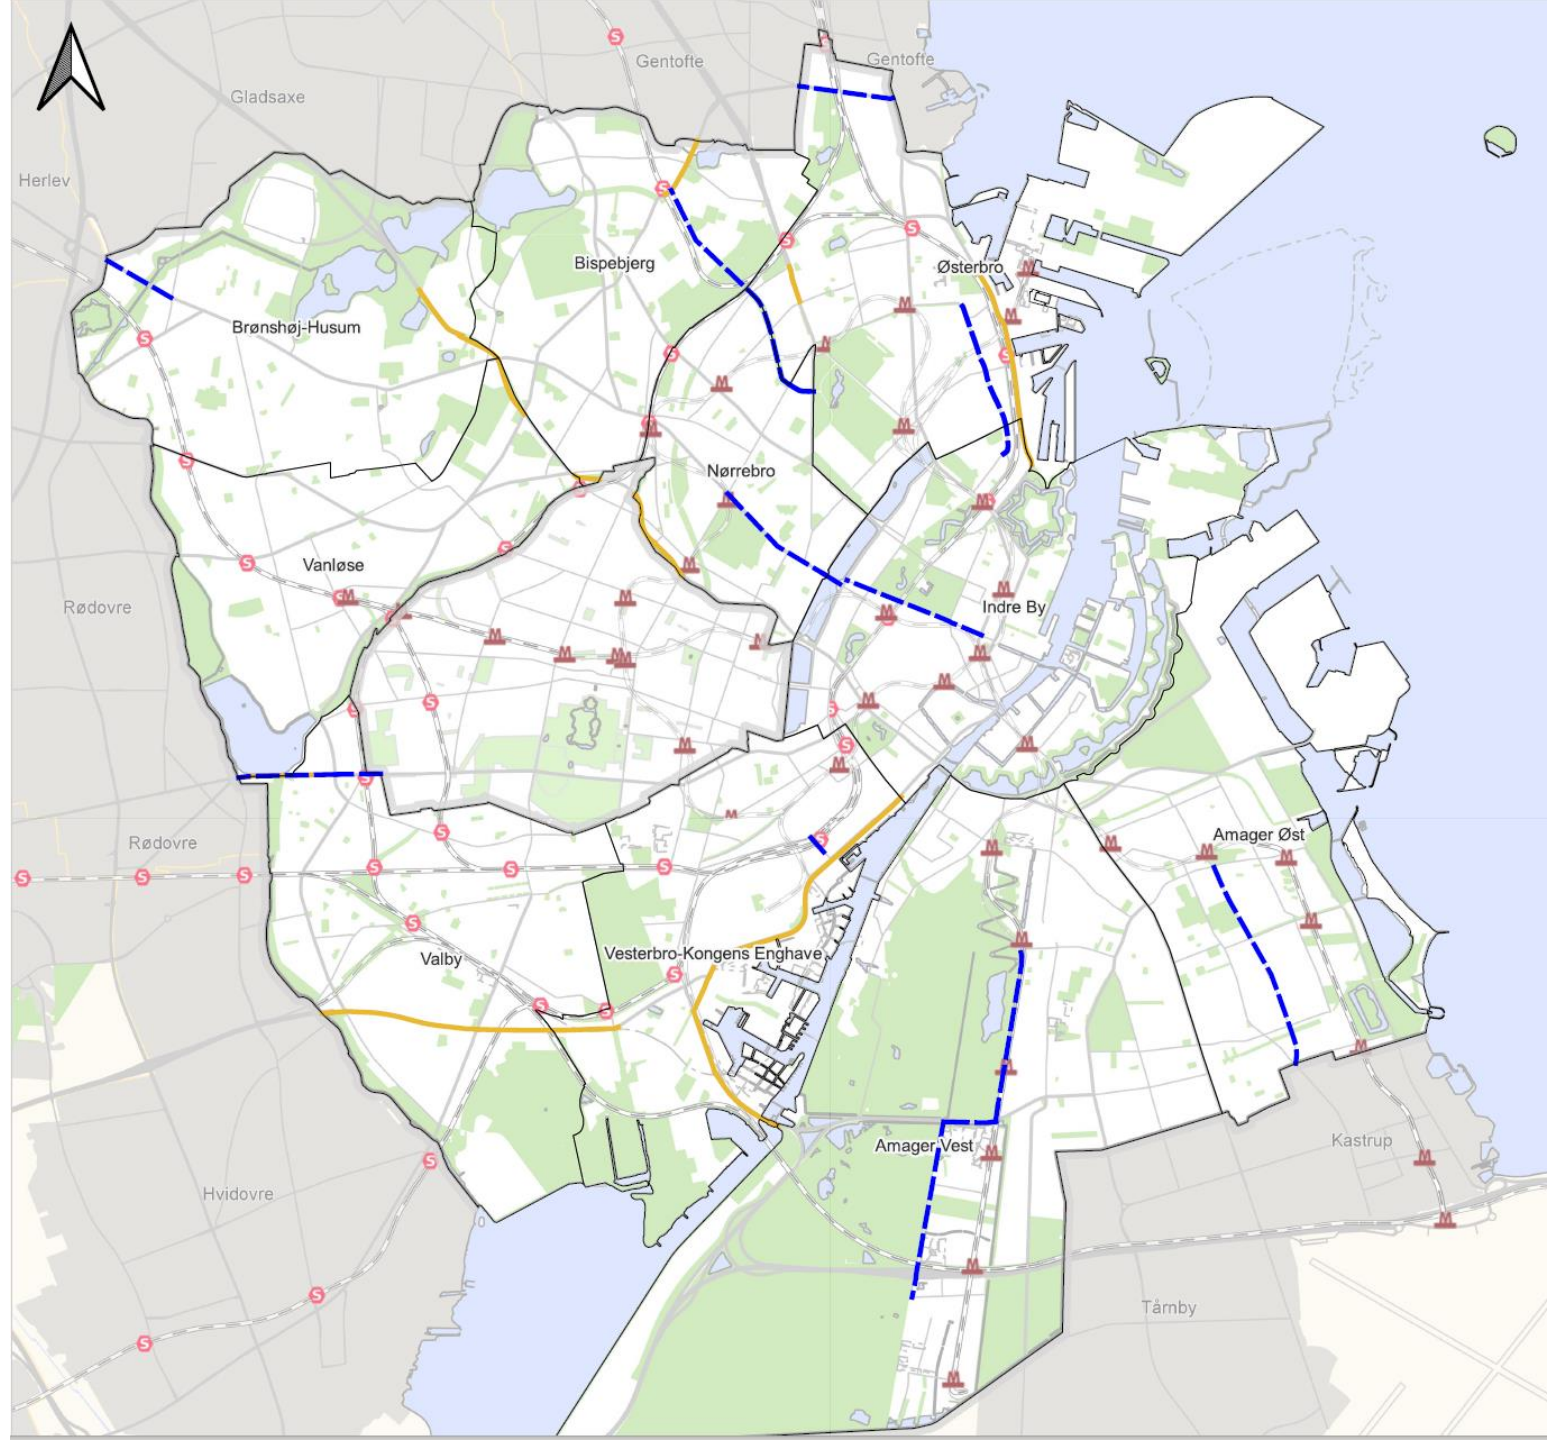 Gentofte
Gentofte
Gladsaxe
Herlev
Bispebjerg
Østerbro
Brønshøj-Husum
Nørrebro
Vanløse
Rødovre
Indre By
Rødovre
Amager Øst
Valby
Vesterbro-Kongens Enghave
Amager Vest
Kastrup
Hvidovre
Tårnby